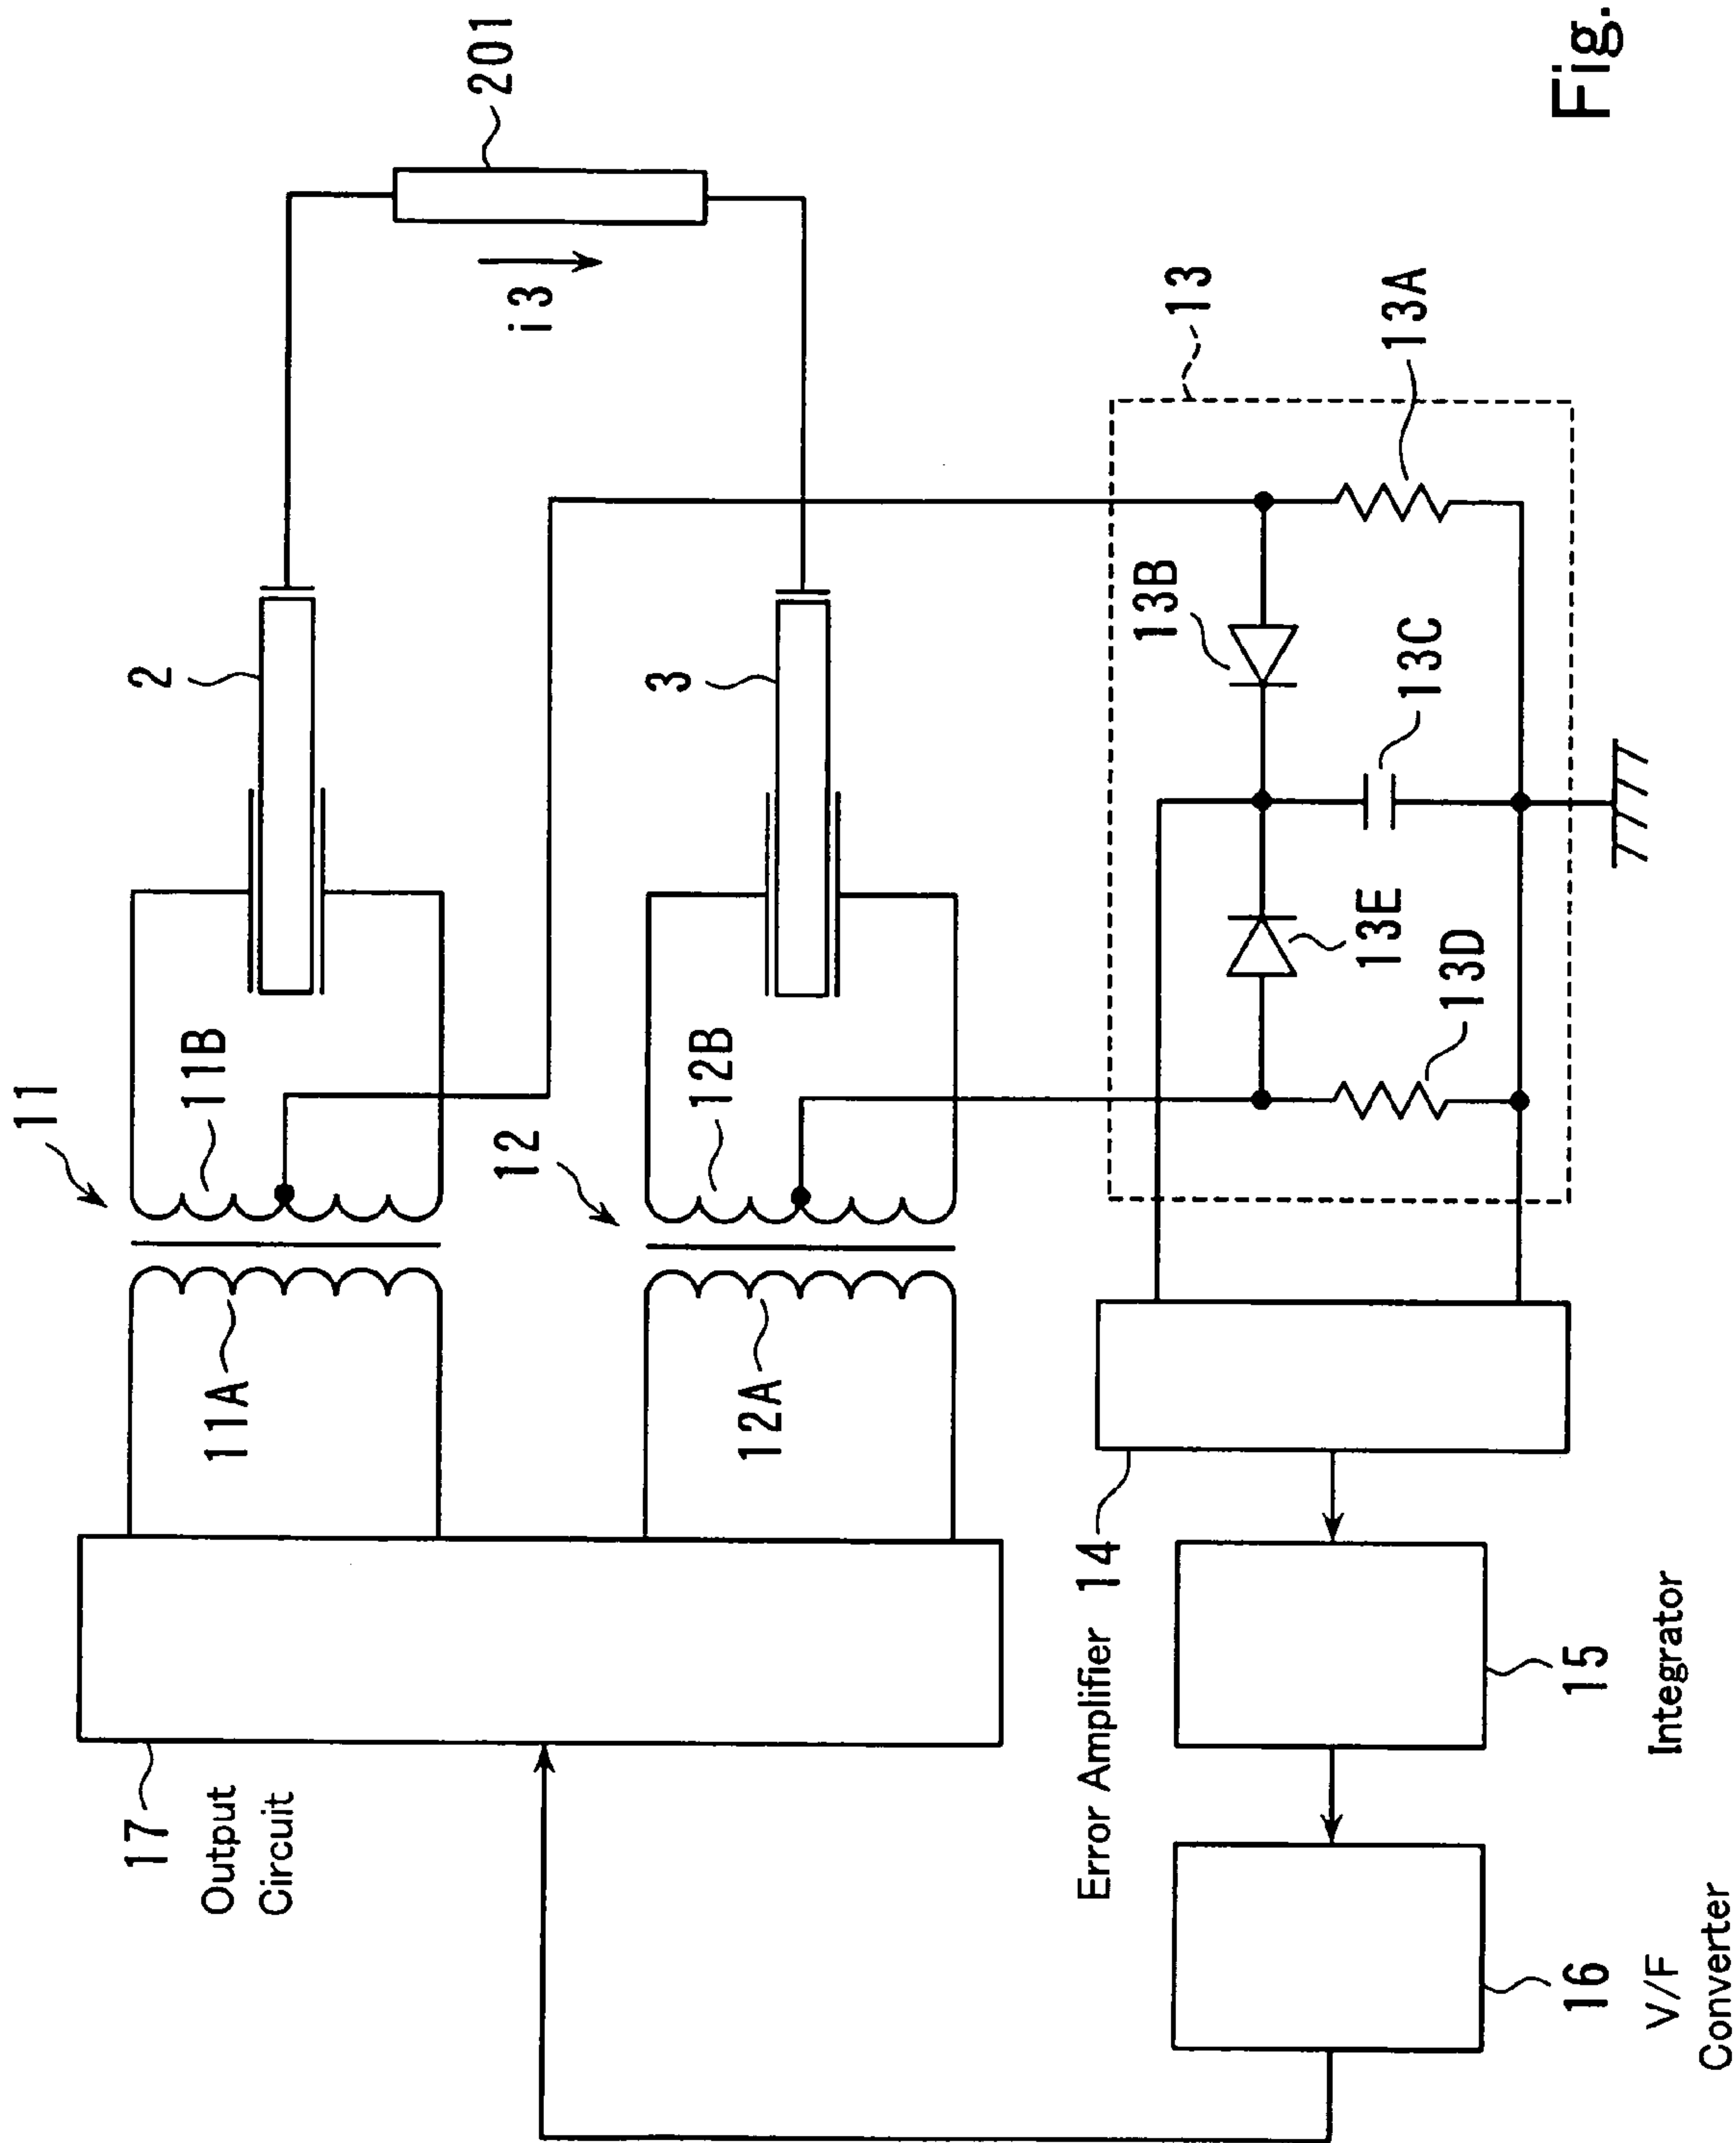 11
11A
11B
2
201
i3
12
12A
12B
3
17
Output
Circuit
13
13A
13B
13C
13E
13D
Error Amplifier 14
15
Integrator
16
V/F
Converter
Fig.